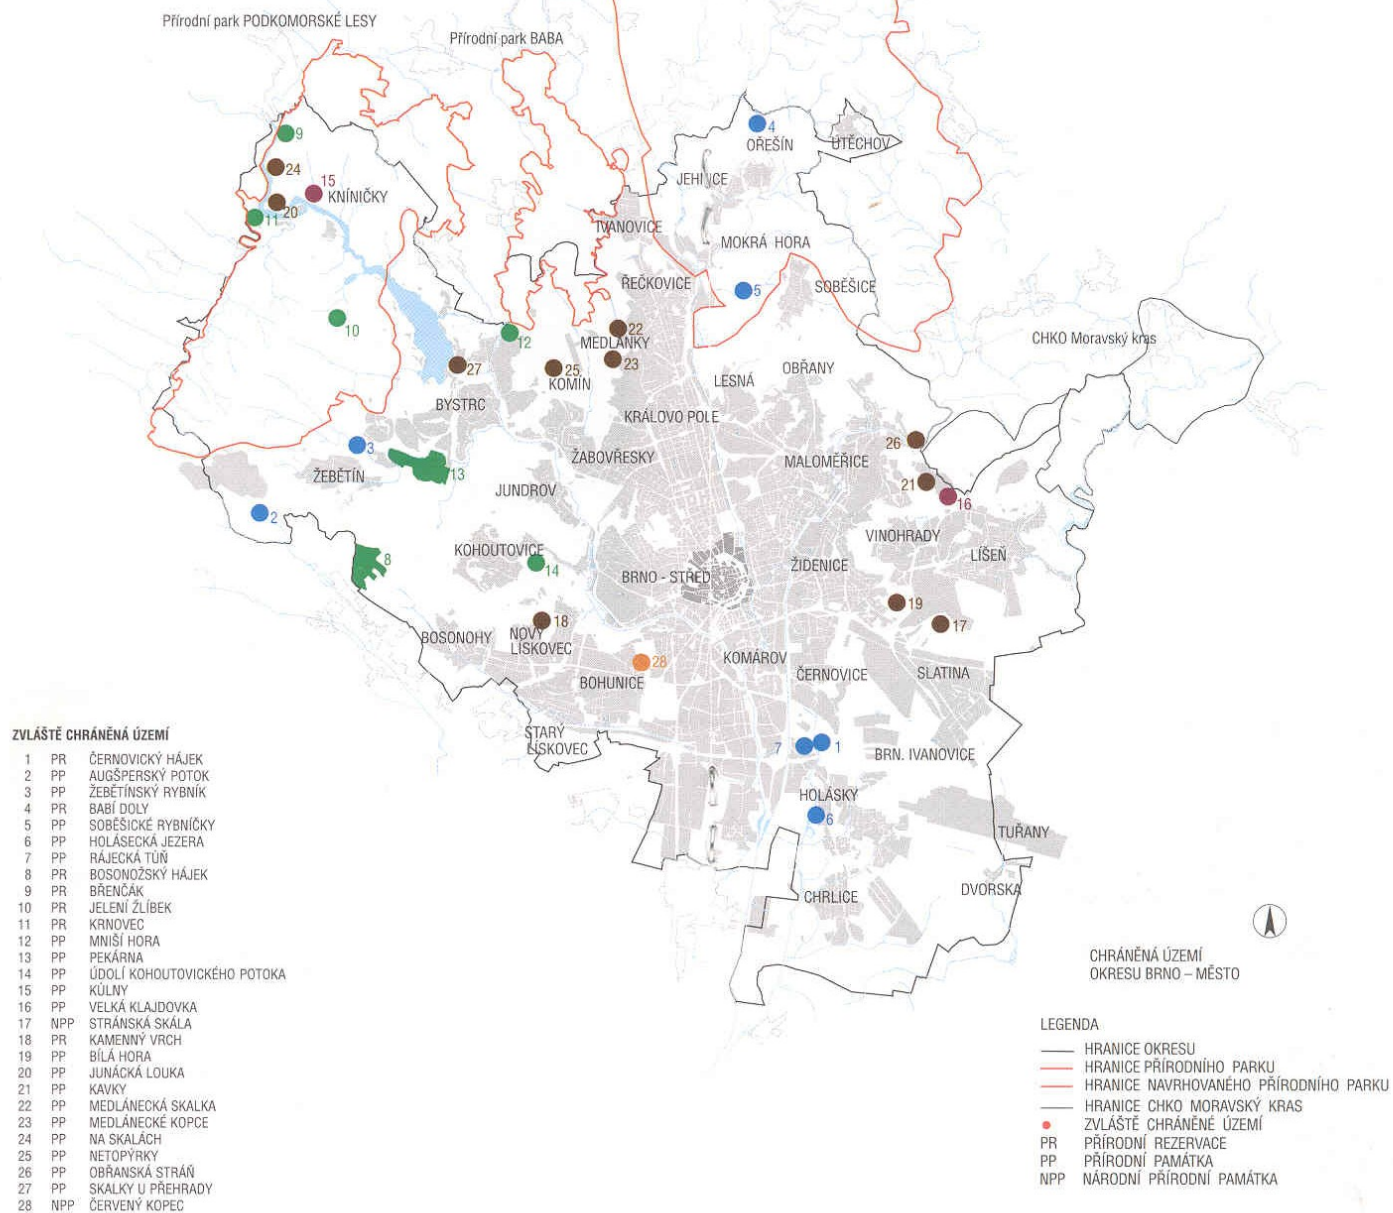 Přírodní park PODKOMORSKÉ LESY
Přírodní park BABA
4
OŘEŠÍN
ÚTĚCHOV
9
24
15
KNÍNIČKY
20
11
JEHNICE
IVANOVICE
MOKRÁ HORA
ŘEČKOVICE
5
SOBĚŠICE
10
12
22
MEDLÁNKY
23
CHKO Moravský kras
27
25
KOMÍN
LESNÁ
OBŘANY
BYSTRC
KRÁLOVO POLE
3
26
ŽABOVŘESKY
MALOMĚŘICE
ŽEBĚTÍN
13
21
JUNDROV
16
2
VINOHRADY
LÍŠEŇ
8
KOHOUTOVICE
14
BRNO - STŘED
ŽIDENICE
19
18
17
BOSONOHY
NOVÝ
LÍSKOVEC
28
KOMÁROV
BOHUNICE
ČERNOVICE
SLATINA
STARÝ
LÍSKOVEC
7
1
BRN. IVANOVICE
HOLÁSKY
6
TUŘANY
DVORSKA
CHRLICE
ZVLÁŠTĚ CHRÁNĚNÁ ÚZEMÍ
1 PR ČERNOVICKÝ HÁJEK
2 PP AUGŠPERSKÝ POTOK
3 PP ŽEBĚTÍNSKÝ RYBNÍK
4 PR BABÍ DOLY
5 PP SOBĚŠICKÉ RYBNÍČKY
6 PP HOLÁSECKÁ JEZERA
7 PP RÁJECKÁ TŮŇ
8 PR BOSONOŽSKÝ HÁJEK
9 PR BŘENČÁK
10 PR JELENÍ ŽLÍBEK
11 PR KRNOVEC
12 PP MNIŠÍ HORA
13 PP PEKÁRNA
14 PP ÚDOLÍ KOHOUTOVICKÉHO POTOKA
15 PP KŮLNY
16 PP VELKÁ KLAJDOVKA
17 NPP STRÁNSKÁ SKÁLA
18 PR KAMENNÝ VRCH
19 PP BÍLÁ HORA
20 PP JUNÁCKÁ LOUKA
21 PP KAVKY
22 PP MEDLÁNECKÁ SKALKA
23 PP MEDLÁNECKÉ KOPCE
24 PP NA SKALÁCH
25 PP NETOPÝRKY
26 PP OBŘANSKÁ STRÁŇ
27 PP SKALKY U PŘEHRADY
28 NPP ČERVENÝ KOPEC
CHRÁNĚNÁ ÚZEMÍ
OKRESU BRNO – MĚSTO
LEGENDA
HRANICE OKRESU
HRANICE PŘÍRODNÍHO PARKU
HRANICE NAVRHOVANÉHO PŘÍRODNÍHO PARKU
HRANICE CHKO MORAVSKÝ KRAS
ZVLÁŠTĚ CHRÁNĚNÉ ÚZEMÍ
PR PŘÍRODNÍ REZERVACE
PP PŘÍRODNÍ PAMÁTKA
NPP NÁRODNÍ PŘÍRODNÍ PAMÁTKA